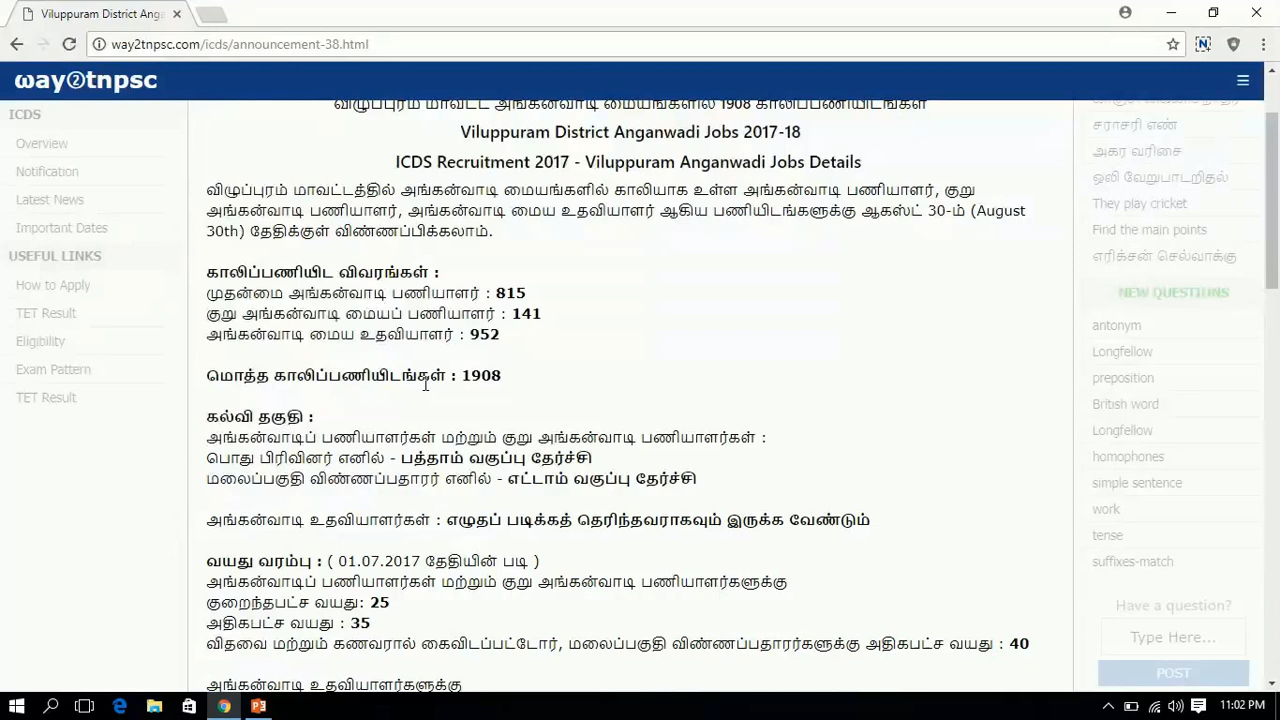 Viluppuram District Anga
way2tnpsc.com/icds/announcement-38.html
way2tnpsc
ICDS
Overview
Notification
Latest News
Important Dates
USEFUL LINKS
How to Apply
TET Result
Eligibility
Exam Pattern
TET Result
விழுப்புரம் மாவட்ட அங்கன்வாடி மையங்களில் 1908 காலிப்பணியிடங்கள்
Viluppuram District Anganwadi Jobs 2017-18
ICDS Recruitment 2017 - Viluppuram Anganwadi Jobs Details
விழுப்புரம் மாவட்டத்தில் அங்கன்வாடி மையங்களில் காலியாக உள்ள அங்கன்வாடி பணியாளர், குறு
அங்கன்வாடி பணியாளர், அங்கன்வாடி மைய உதவியாளர் ஆகிய பணியிடங்களுக்கு ஆகஸ்ட் 30-ம் (August
30th) தேதிக்குள் விண்ணப்பிக்கலாம்.
காலிப்பணியிட விவரங்கள் :
முதன்மை அங்கன்வாடி பணியாளர் : 815
குறு அங்கன்வாடி மையப் பணியாளர் : 141
அங்கன்வாடி மைய உதவியாளர் : 952
மொத்த காலிப்பணியிடங்கள் : 1908
கல்வி தகுதி :
அங்கன்வாடிப் பணியாளர்கள் மற்றும் குறு அங்கன்வாடி பணியாளர்கள் :
பொது பிரிவினர் எனில் - பத்தாம் வகுப்பு தேர்ச்சி
மலைப்பகுதி விண்ணப்பதாரர் எனில் - எட்டாம் வகுப்பு தேர்ச்சி
அங்கன்வாடி உதவியாளர்கள் : எழுதப் படிக்கத் தெரிந்தவராகவும் இருக்க வேண்டும்
வயது வரம்பு : ( 01.07.2017 தேதியின் படி )
அங்கன்வாடிப் பணியாளர்கள் மற்றும் குறு அங்கன்வாடி பணியாளர்களுக்கு
குறைந்தபட்ச வயது: 25
அதிகபட்ச வயது : 35
விதவை மற்றும் கணவரால் கைவிடப்பட்டோர், மலைப்பகுதி விண்ணப்பதாரர்களுக்கு அதிகபட்ச வயது : 40
அங்கன்வாடி உதவியாளர்களுக்கு
சராசரி எண்
அகர வரிசை
ஒலி வேறுபாடறிதல்
They play cricket
Find the main points
எரிக்சன் செல்வாக்கு
NEW QUESTIONS
antonym
Longfellow
preposition
British word
Longfellow
homophones
simple sentence
work
tense
suffixes-match
Have a question?
Type Here...
POST
11:02 PM